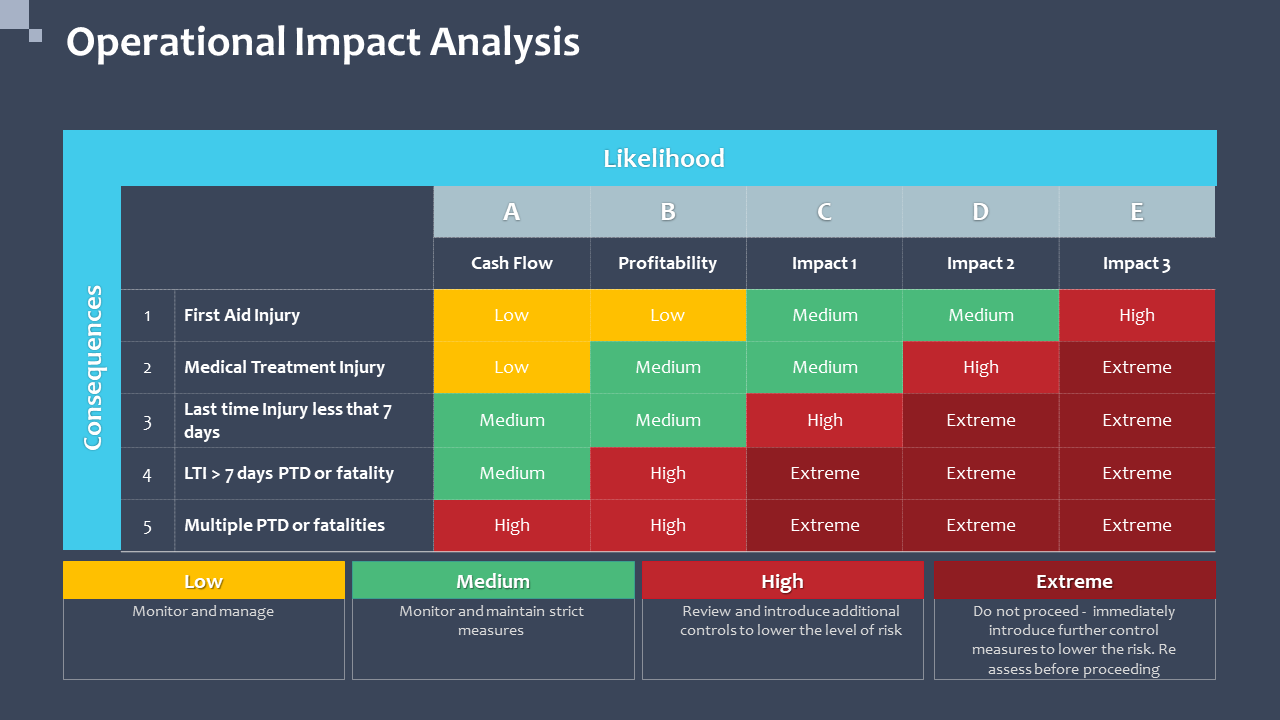 Operational Impact Analysis
Likelihood
Consequences
A B C D E
Cash Flow Profitability Impact 1 Impact 2 Impact 3
1 First Aid Injury Low Low Medium Medium High
2 Medical Treatment Injury Low Medium Medium High Extreme
3 Last time Injury less that 7
days Medium Medium High Extreme Extreme
4 LTI > 7 days PTD or fatality Medium High Extreme Extreme Extreme
5 Multiple PTD or fatalities High High Extreme Extreme Extreme
Low
Monitor and manage
Medium
Monitor and maintain strict
measures
High
Review and introduce additional
controls to lower the level of risk
Extreme
Do not proceed - immediately
introduce further control
measures to lower the risk. Re
assess before proceeding